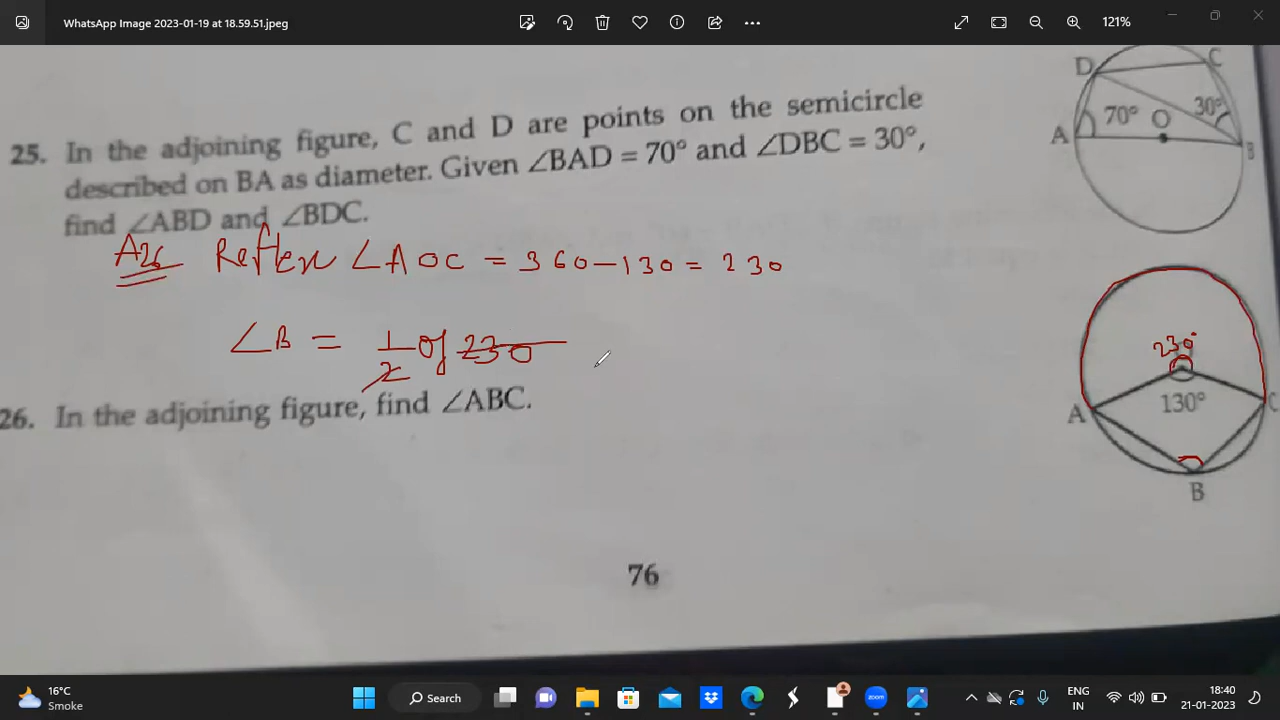 WhatsApp Image 2023-01-19 at 18.59.51.jpeg
121%
25. In the adjoining figure, C and D are points on the semicircle
described on BA as diameter. Given ∠BAD = 70° and ∠DBC = 30°,
find ∠ABD and ∠BDC.
D C
70° O 30°
A B
A26 Reflex ∠AOC = 360 - 130 = 230
∠B = 1/2 of 230
230°
130°
A C
B
26. In the adjoining figure, find ∠ABC.
76
16°C
Smoke
Search
zoom
ENG
IN
18:40
21-01-2023